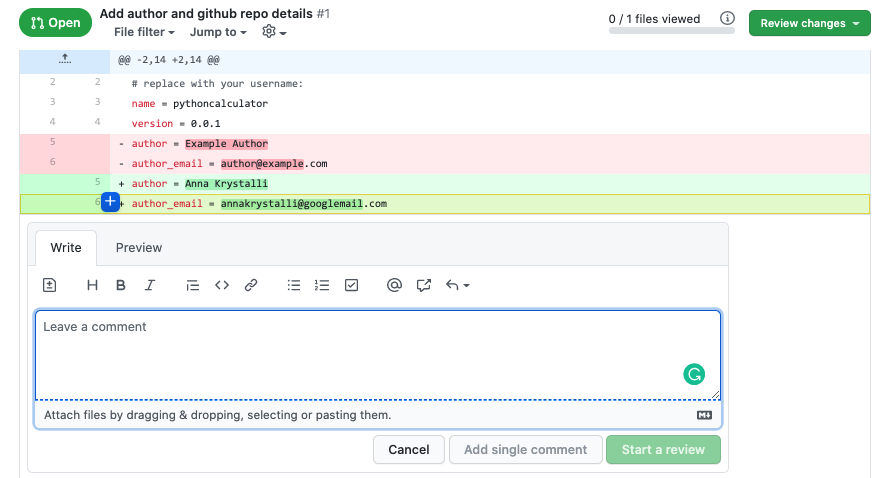 Open
Add author and github repo details #1
File filter
Jump to
0 / 1 files viewed
Review changes
@@ -2,14 +2,14 @@
2 2 # replace with your username:
3 3 name = pythoncalculator
4 4 version = 0.0.1
5 - author = Example Author
6 - author_email = author@example.com
5 + author = Anna Krystalli
6 + author_email = annakrystalli@googlemail.com
Write
Preview
Leave a comment
Attach files by dragging & dropping, selecting or pasting them.
Cancel
Add single comment
Start a review